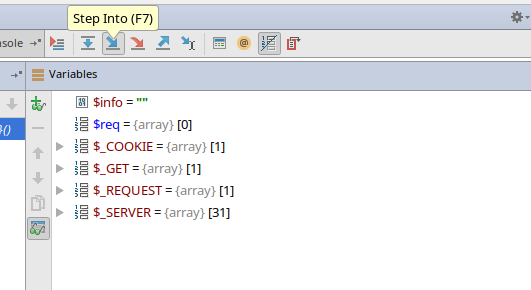 Step Into (F7)
nsole
Variables
$info = ""
$req = {array} [0]
$_COOKIE = {array} [1]
$_GET = {array} [1]
$_REQUEST = {array} [1]
$_SERVER = {array} [31]